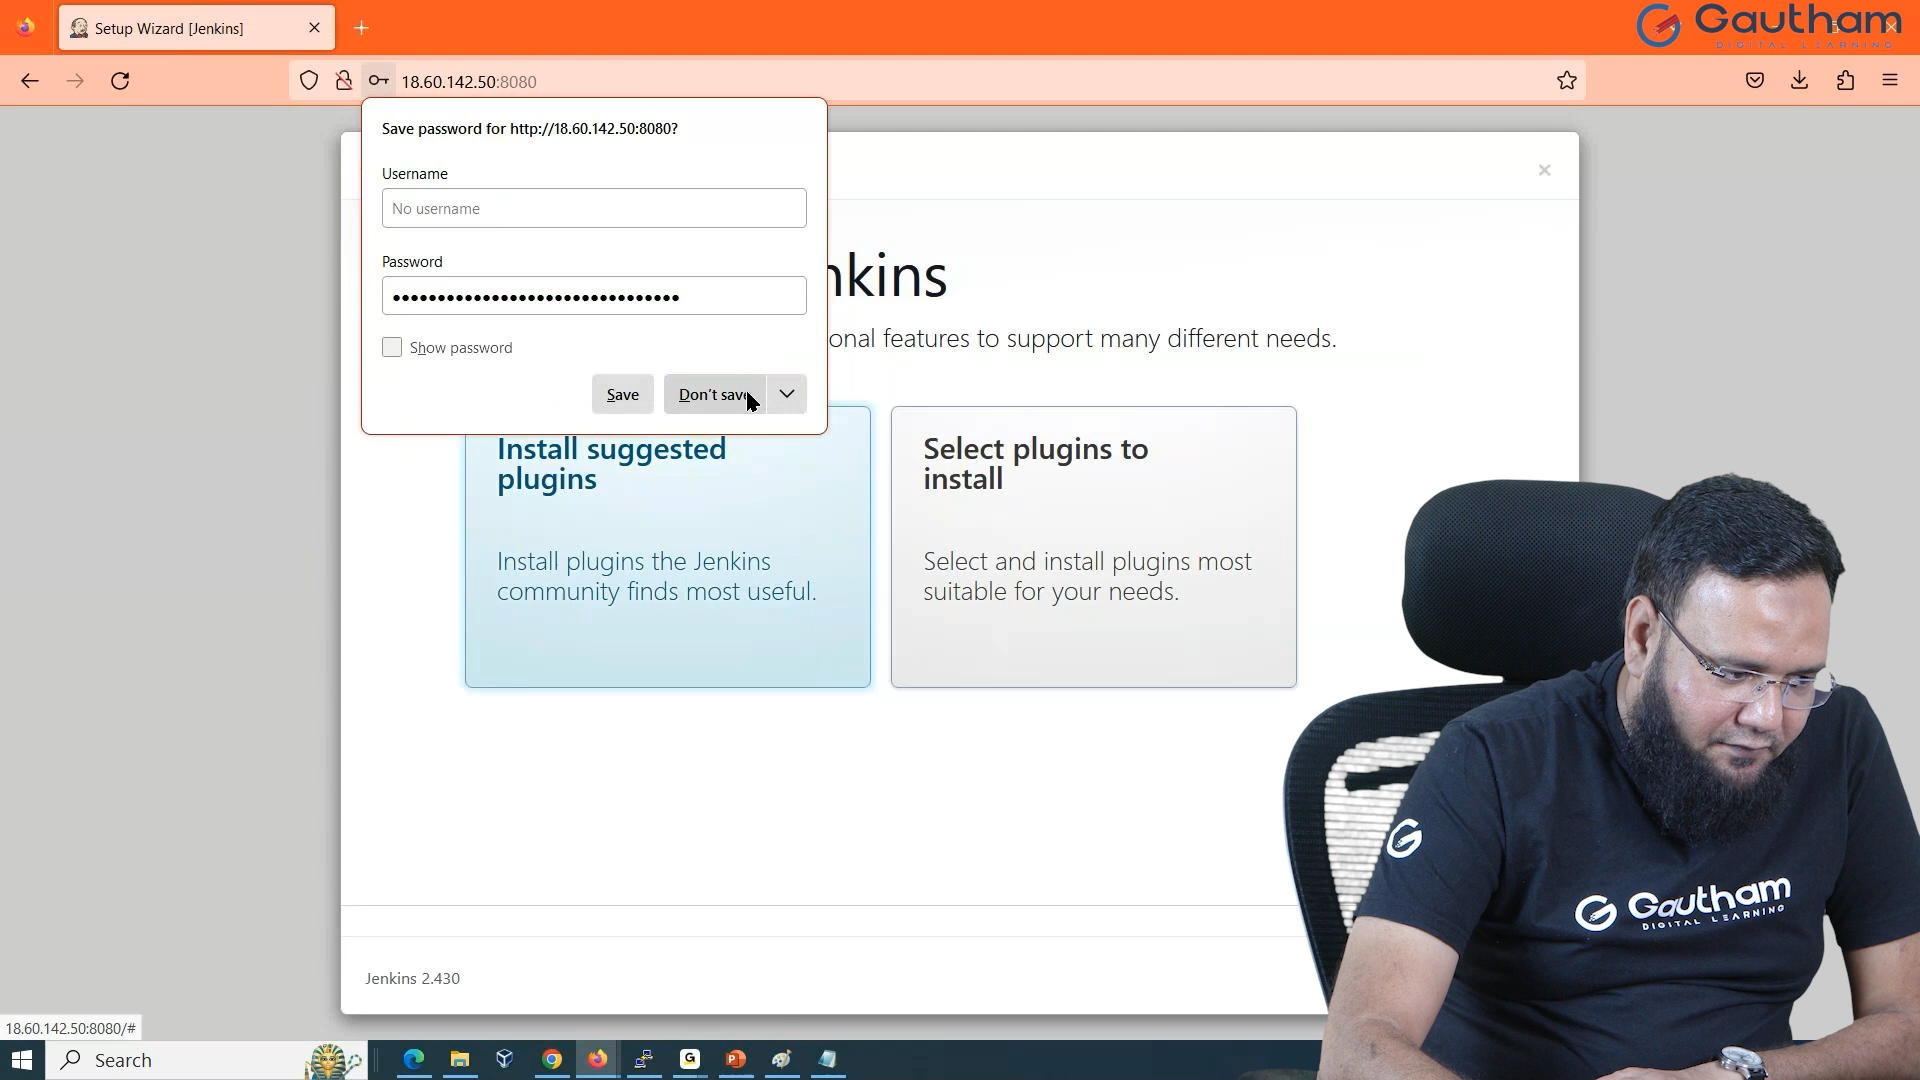 Setup Wizard [Jenkins]
Gautham
DIGITAL LEARNING
18.60.142.50:8080
Save password for http://18.60.142.50:8080?
Username
No username
Password
Show password
Save
Don't save
nkins
onal features to support many different needs.
Install suggested
plugins
Install plugins the Jenkins
community finds most useful.
Select plugins to
install
Select and install plugins most
suitable for your needs.
Gautham
DIGITAL LEARNING
Jenkins 2.430
18.60.142.50:8080/#
Search